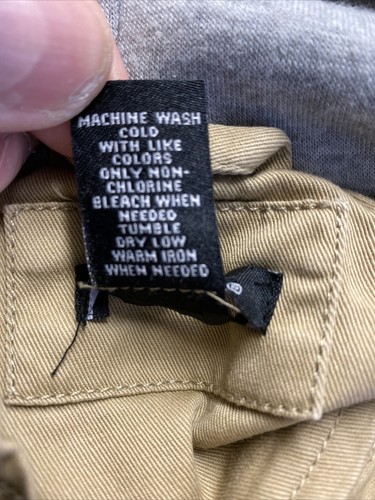 MACHINE WASH
COLD
WITH LIKE
COLORS
ONLY NON-
CHLORINE
BLEACH WHEN
NEEDED
TUMBLE
DRY LOW
WARM IRON
WHEN NEEDED